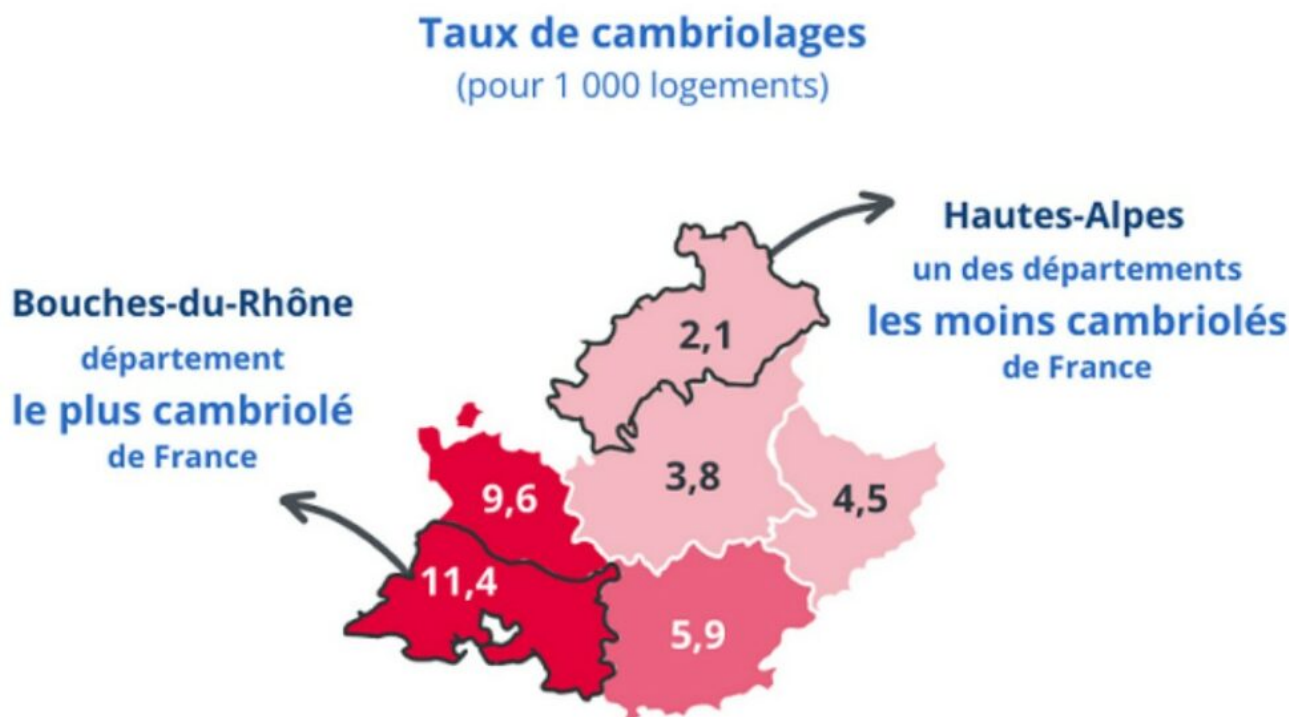 Taux de cambriolages
(pour 1 000 logements)
Hautes-Alpes
un des départements
les moins cambriolés
de France
Bouches-du-Rhône
département
le plus cambriolé
de France
2,1
3,8
4,5
9,6
11,4
5,9